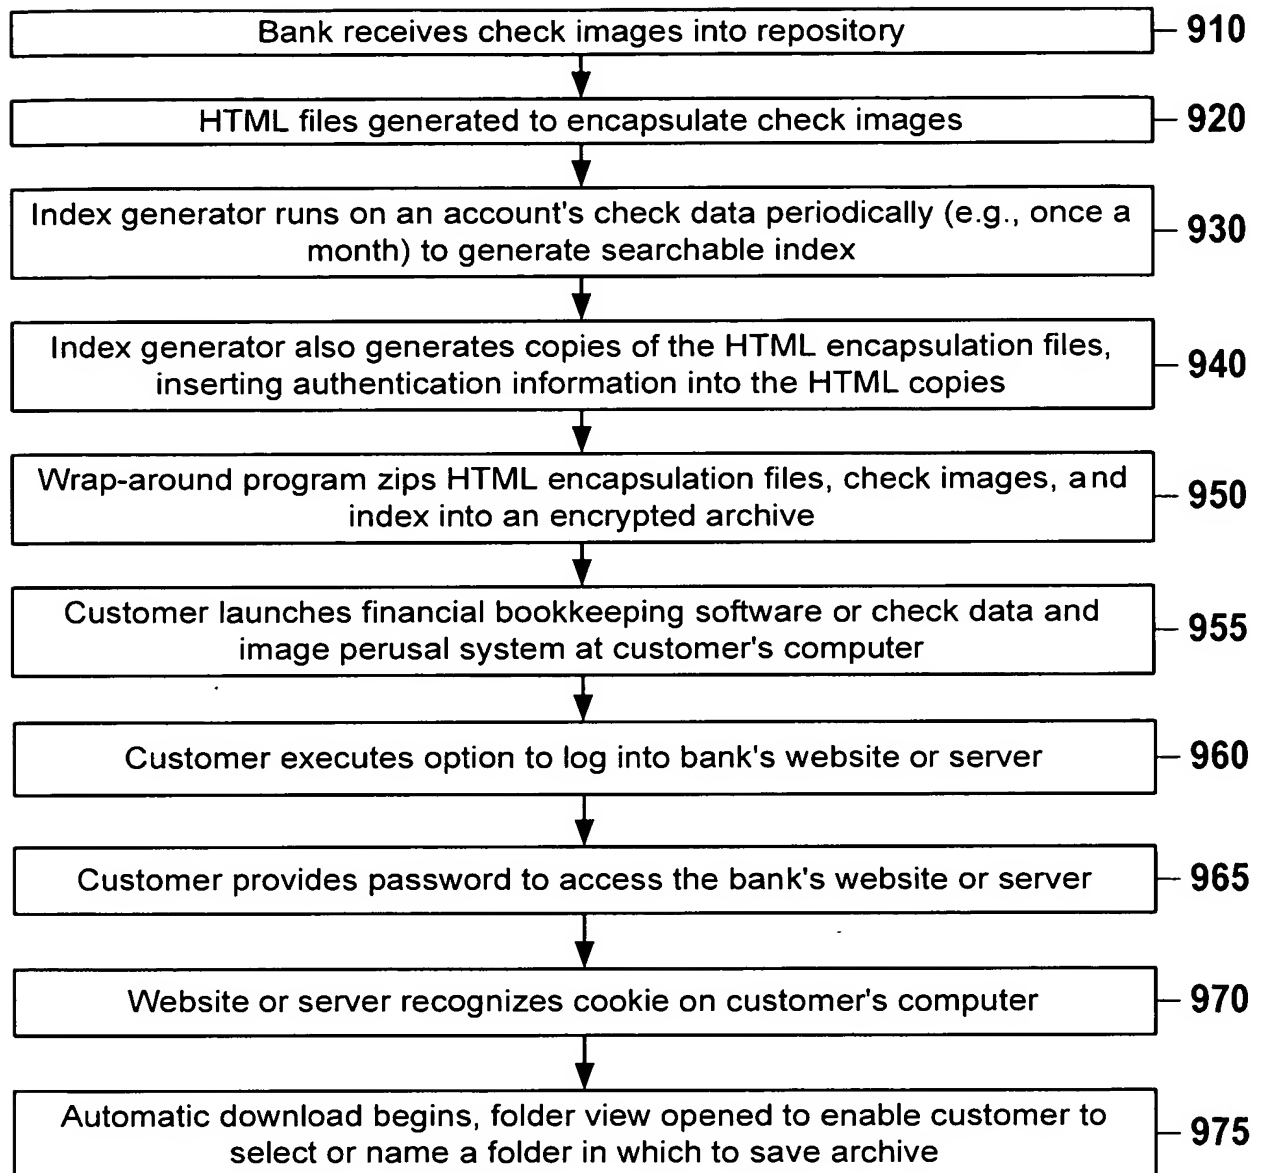 Bank receives check images into repository 910
HTML files generated to encapsulate check images 920
Index generator runs on an account's check data periodically (e.g., once a
month) to generate searchable index
930
Index generator also generates copies of the HTML encapsulation files,
inserting authentication information into the HTML copies
940
Wrap-around program zips HTML encapsulation files, check images, and
index into an encrypted archive
950
Customer launches financial bookkeeping software or check data and
image perusal system at customer's computer
955
Customer executes option to log into bank's website or server 960
Customer provides password to access the bank's website or server 965
Website or server recognizes cookie on customer's computer 970
Automatic download begins, folder view opened to enable customer to
select or name a folder in which to save archive
975